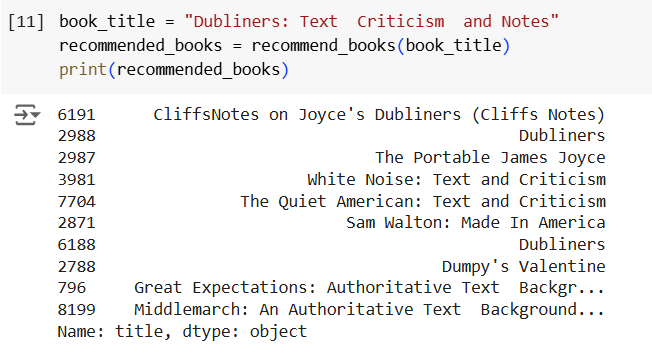 [11] book_title = "Dubliners: Text  Criticism  and Notes"
recommended_books = recommend_books(book_title)
print(recommended_books)
6191 CliffsNotes on Joyce's Dubliners (Cliffs Notes)
2988 Dubliners
2987 The Portable James Joyce
3981 White Noise: Text and Criticism
7704 The Quiet American: Text and Criticism
2871 Sam Walton: Made In America
6188 Dubliners
2788 Dumpy's Valentine
796 Great Expectations: Authoritative Text  Backgr...
8199 Middlemarch: An Authoritative Text  Background...
Name: title, dtype: object